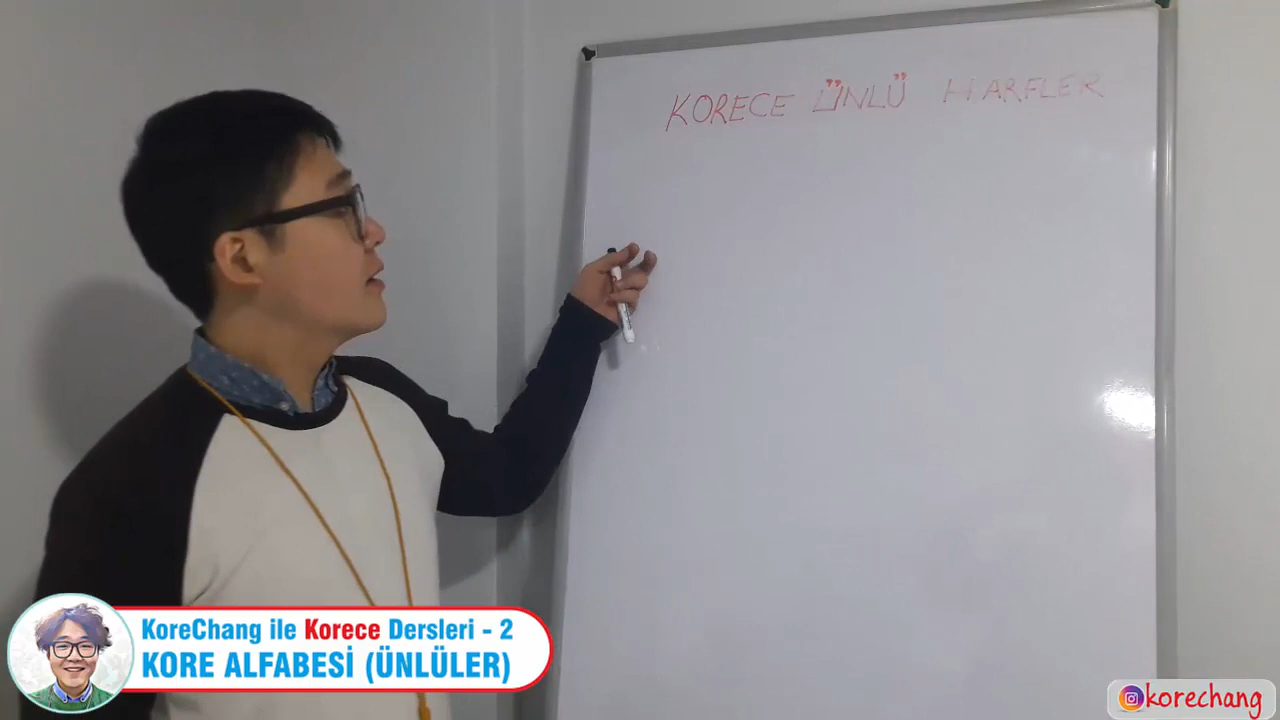 KORECE ÜNLÜ HARFLER
KoreChang ile Korece Dersleri - 2
KORE ALFABESİ (ÜNLÜLER)
korechang